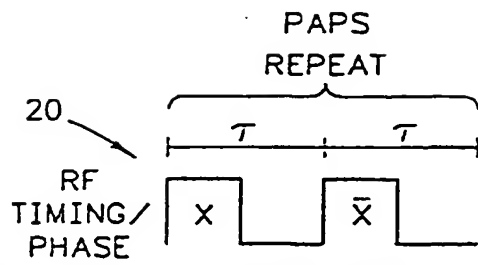 PAPS
REPEAT
20
τ τ
RF
TIMING/
PHASE
X X̄